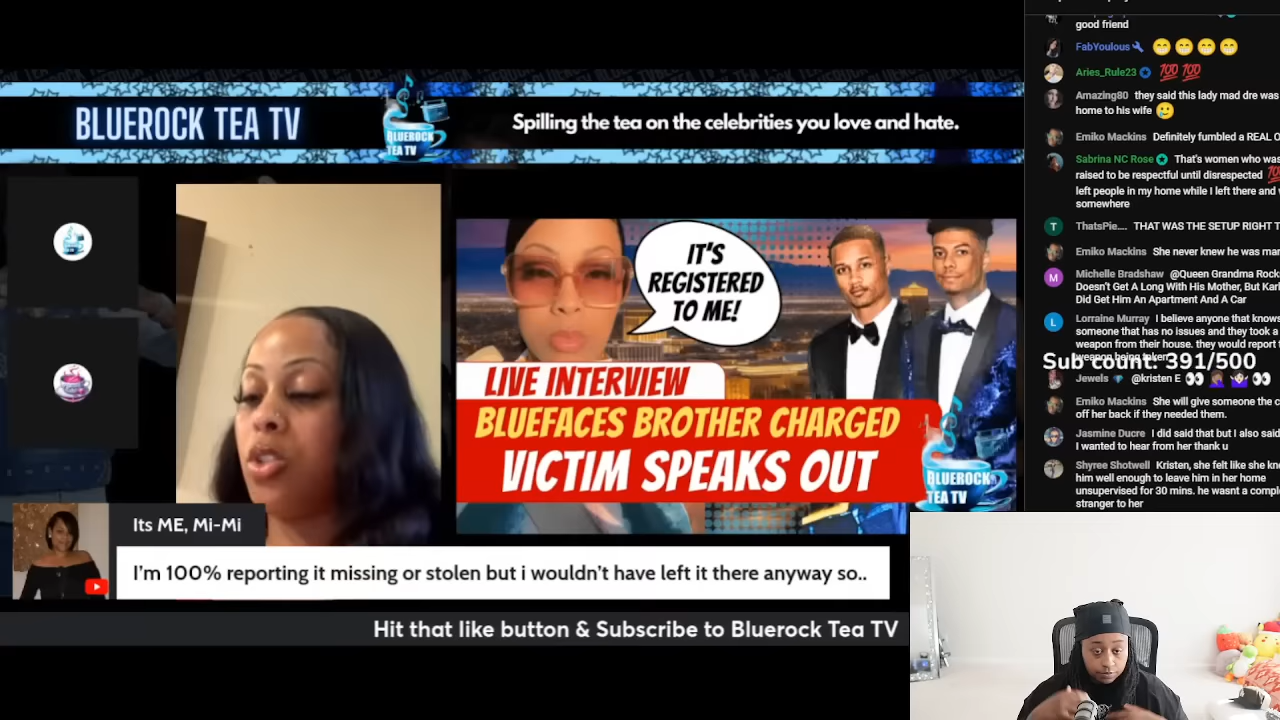 BLUEROCK TEA TV
BLUEROCK
TEA TV
Spilling the tea on the celebrities you love and hate.
IT'S
REGISTERED
TO ME!
LIVE INTERVIEW
BLUEFACES BROTHER CHARGED
VICTIM SPEAKS OUT
BLUEROCK
TEA TV
Its ME, Mi-Mi
I'm 100% reporting it missing or stolen but i wouldn't have left it there anyway so..
Hit that like button & Subscribe to Bluerock Tea TV
good friend
FabYoulous
Aries_Rule23 💯 💯
Amazing80 they said this lady mad dre was
home to his wife
Emiko Mackins Definitely fumbled a REAL
Sabrina NC Rose That's women who was
raised to be respectful until disrespected
left people in my home while I left there and
somewhere
T
ThatsPie.... THAT WAS THE SETUP RIGHT
Emiko Mackins She never knew he was
M
Michelle Bradshaw @Queen Grandma
Doesn't Get A Long With His Mother, But
Did Get Him An Apartment And A Car
L
Lorraine Murray I believe anyone that knows
someone that has no issues and they took a
weapon from their house. they would report
weapon being taken
Sub count: 391/500
Jewels @kristen E
Emiko Mackins She will give someone the
off her back if they needed them.
Jasmine Ducre I did said that but I also said
I wanted to hear from her thank u
Shyree Shotwell Kristen, she felt like she
him well enough to leave him in her home
unsupervised for 30 mins. he wasnt a
stranger to her